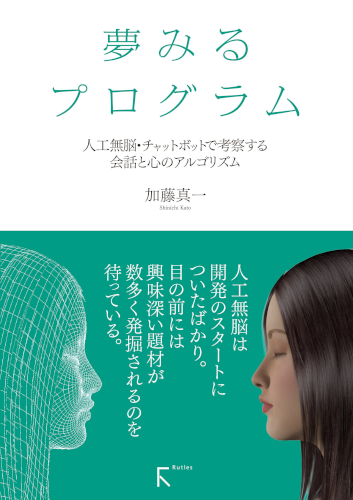 夢みる
プログラム
人工無脳・チャットボットで考察する
会話と心のアルゴリズム
加藤真一
Shinichi Kato
人工無脳は
開発のスタートに
ついたばかり。
目の前には
興味深い題材が
数多く発掘されるのを
待っている。
Rutles